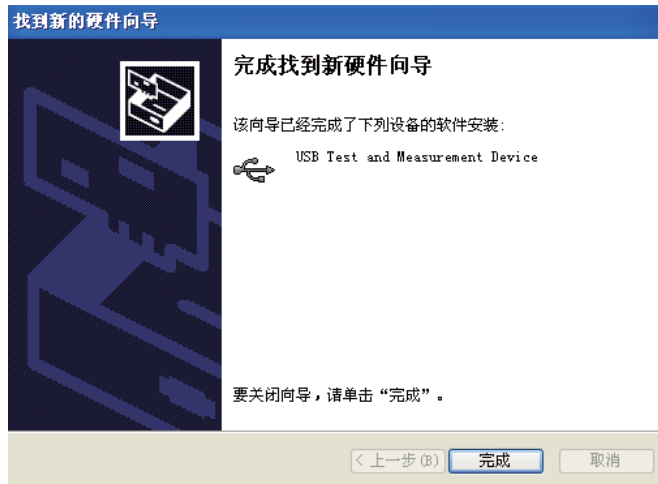 找到新的硬件向导
完成找到新硬件向导
该向导已经完成了下列设备的软件安装:
USB Test and Measurement Device
要关闭向导，请单击“完成”。
< 上一步(B)
完成
取消